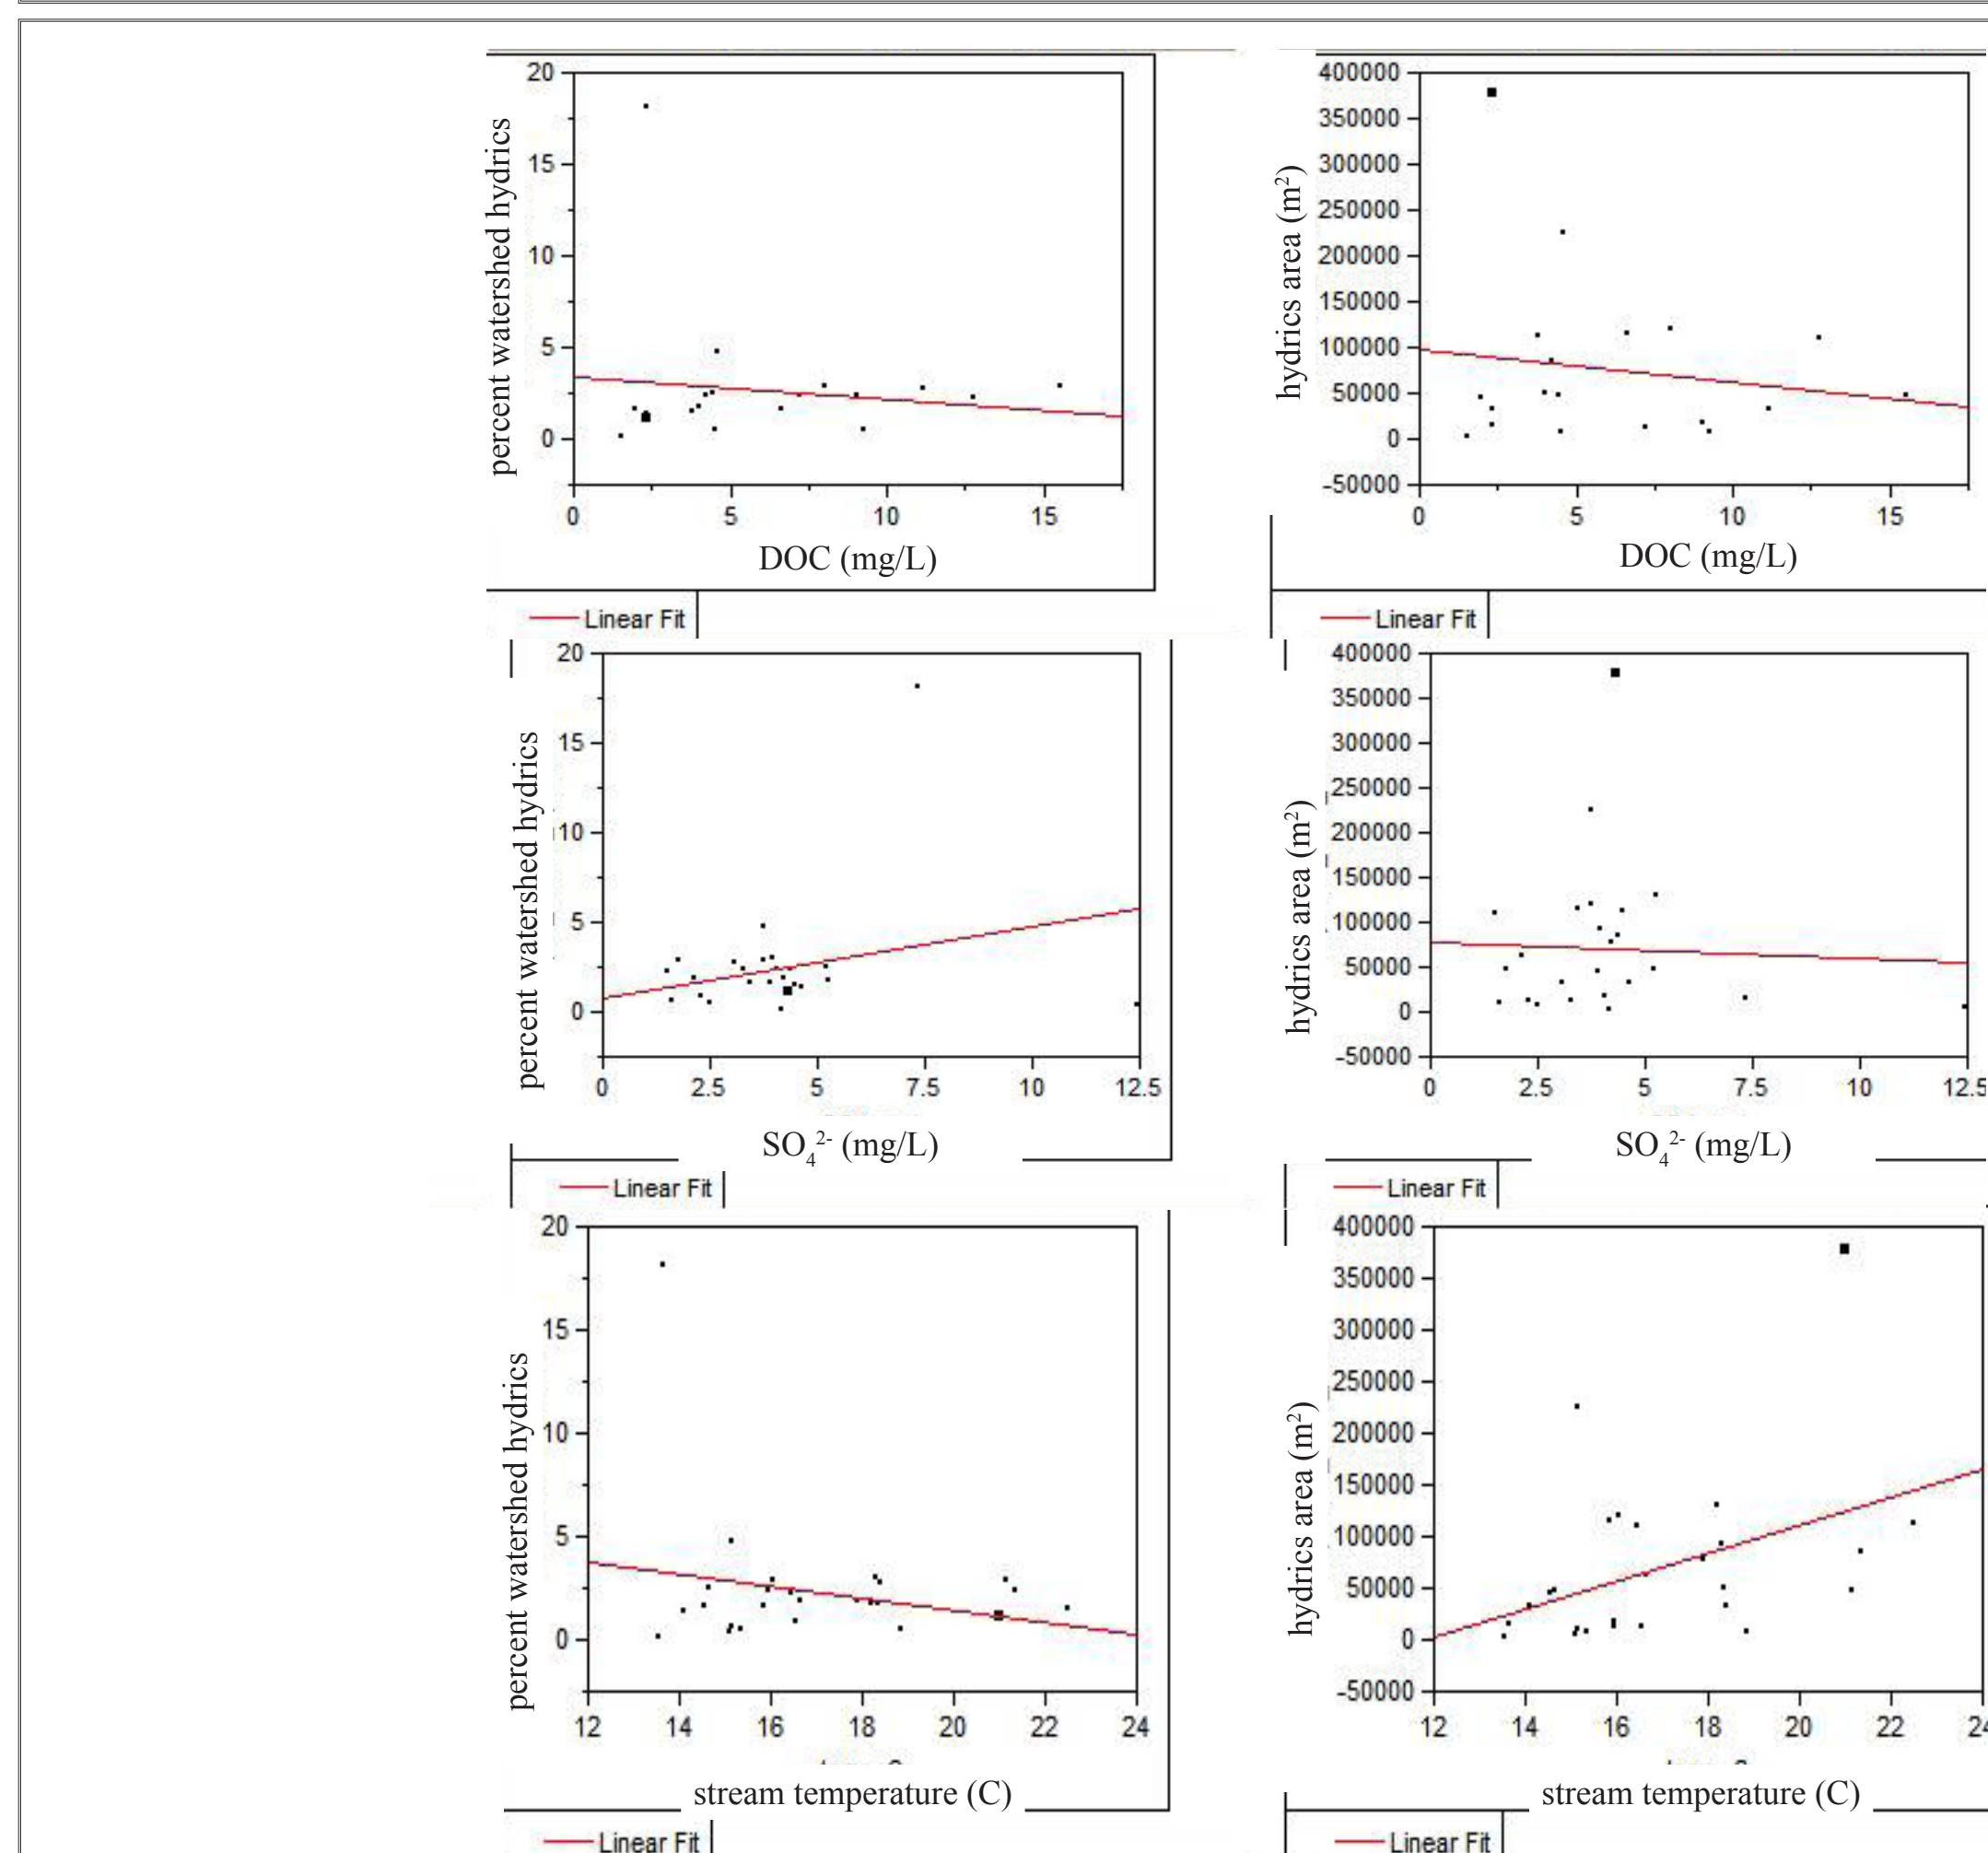 percent watershed hydrics
20
15
10
5
0
0 5 10 15
DOC (mg/L)
Linear Fit
hydrics area (m²)
400000
350000
300000
250000
200000
150000
100000
50000
0
-50000
0 5 10 15
DOC (mg/L)
Linear Fit
percent watershed hydrics
20
15
10
5
0
0 2.5 5 7.5 10 12.5
SO₄²⁻ (mg/L)
Linear Fit
hydrics area (m²)
400000
350000
300000
250000
200000
150000
100000
50000
0
-50000
0 2.5 5 7.5 10 12.5
SO₄²⁻ (mg/L)
Linear Fit
percent watershed hydrics
20
15
10
5
0
12 14 16 18 20 22 24
stream temperature (C)
Linear Fit
hydrics area (m²)
400000
350000
300000
250000
200000
150000
100000
50000
0
-50000
12 14 16 18 20 22 24
stream temperature (C)
Linear Fit